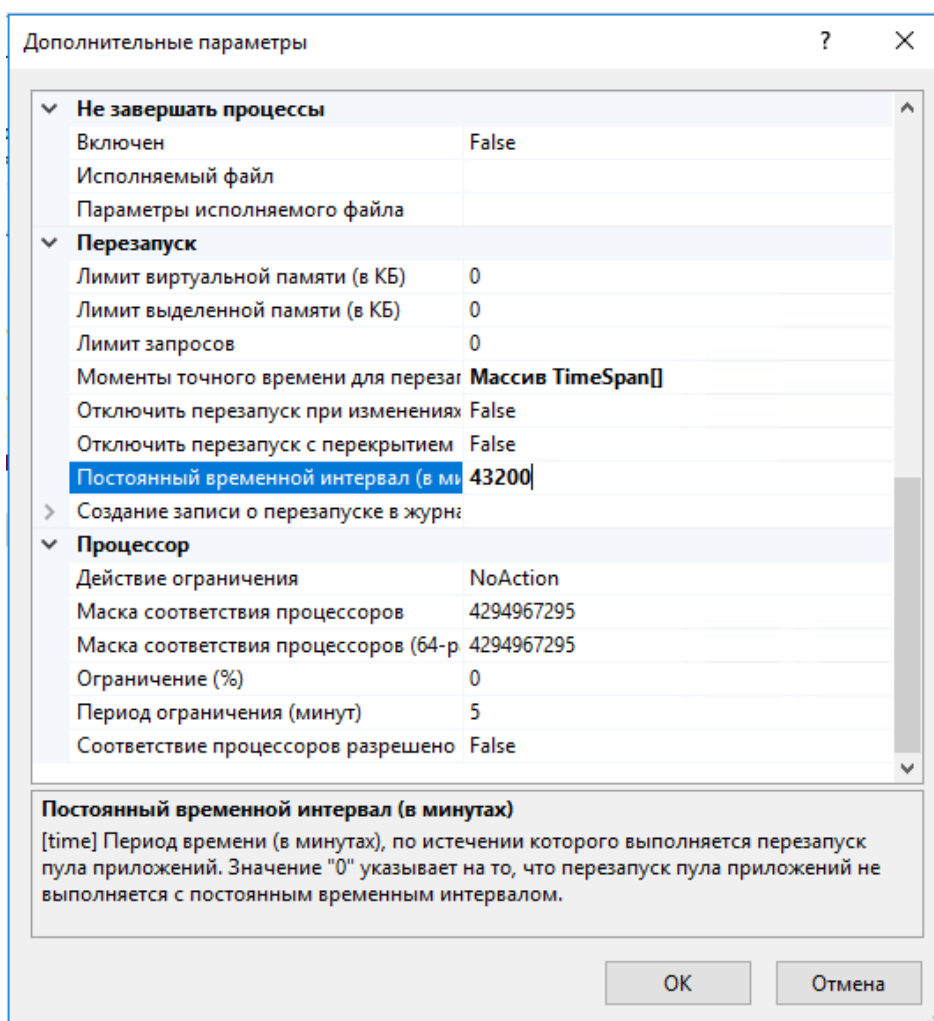 Дополнительные параметры ?
Не завершать процессы
Включен False
Исполняемый файл
Параметры исполняемого файла
Перезапуск
Лимит виртуальной памяти (в КБ) 0
Лимит выделенной памяти (в КБ) 0
Лимит запросов 0
Моменты точного времени для переза Массив TimeSpan[]
Отключить перезапуск при изменениях False
Отключить перезапуск с перекрытием False
Постоянный временной интервал (в ми 43200
Создание записи о перезапуске в журна
Процессор
Действие ограничения NoAction
Маска соответствия процессоров 4294967295
Маска соответствия процессоров (64-р 4294967295
Ограничение (%) 0
Период ограничения (минут) 5
Соответствие процессоров разрешено False
Постоянный временной интервал (в минутах)
[time] Период времени (в минутах), по истечении которого выполняется перезапуск
пула приложений. Значение "0" указывает на то, что перезапуск пула приложений не
выполняется с постоянным временным интервалом.
ОК Отмена